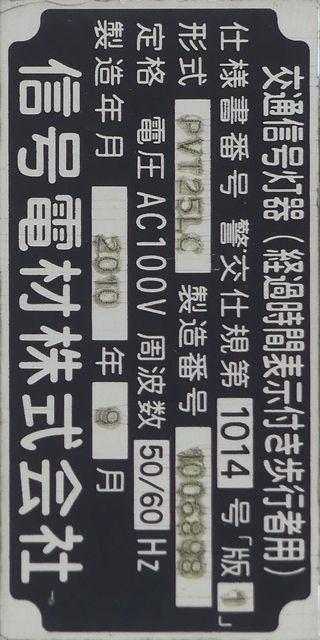 交通信号灯器(経過時間表示付き歩行者用)
仕様書番号 警交仕規第 1014 号「版1」
形式 PVT25LC 製造番号 1006898
定格 電圧 AC100V 周波数 50/60 Hz
製造年月 2010 年 9 月
信号電材株式会社